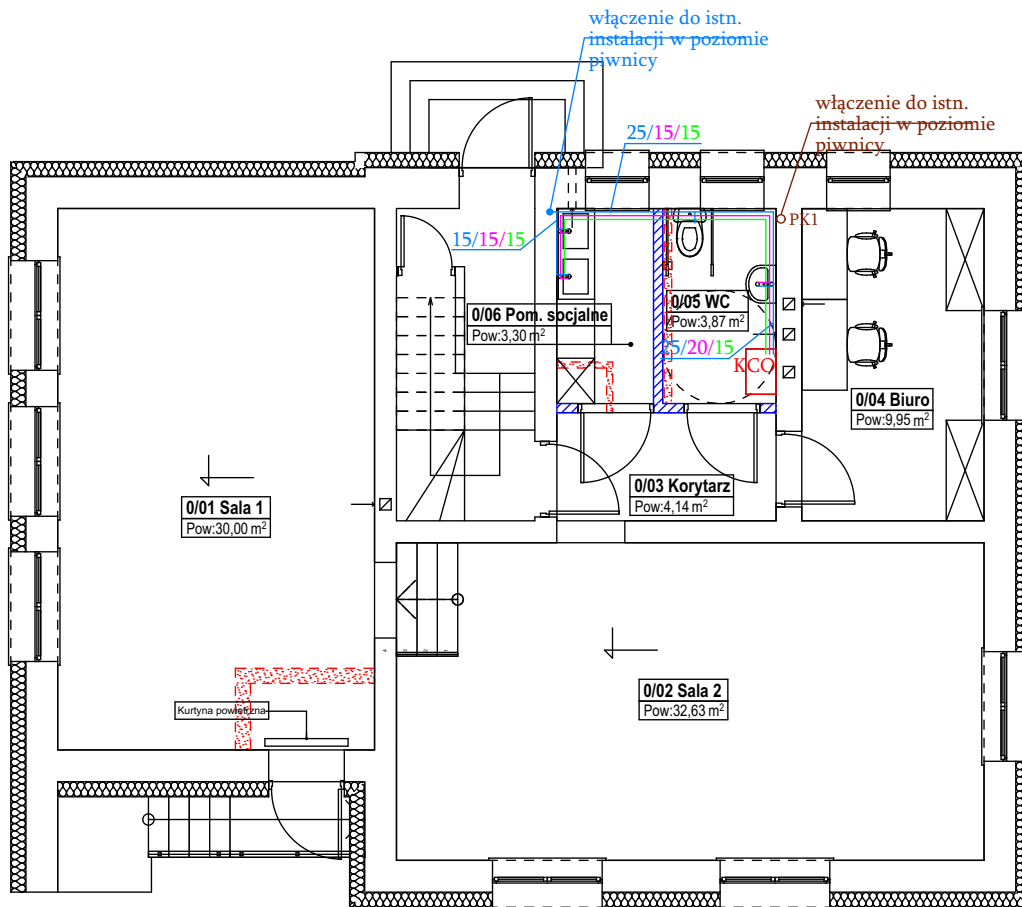 włączenie do istn.
instalacji w poziomie
piwnicy
włączenie do istn.
instalacji w poziomie
piwnicy
25/15/15
PK1
15/15/15
0/06 Pom. socjalne
Pow:3,30 m²
0/05 WC
Pow:3,87 m²
5/20/15
KCO
0/04 Biuro
Pow:9,95 m²
0/03 Korytarz
Pow:4,14 m²
0/01 Sala 1
Pow:30,00 m²
0/02 Sala 2
Pow:32,63 m²
Kurtyna powietrzna